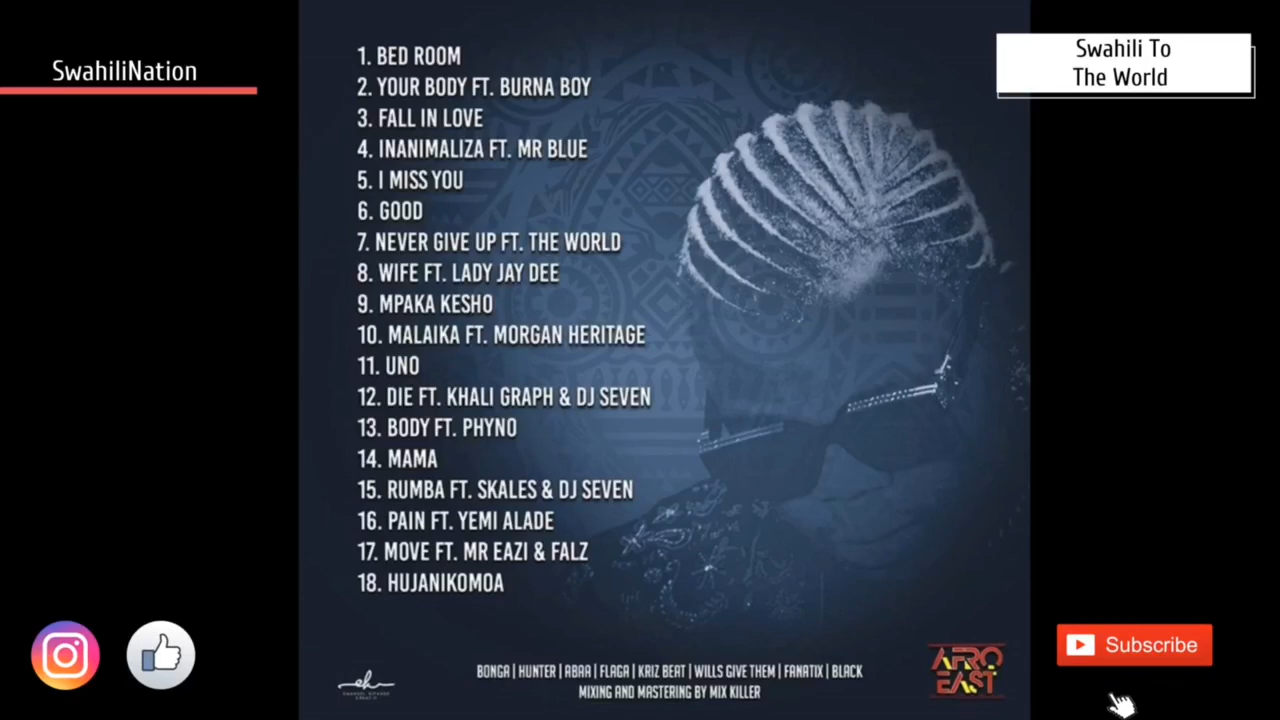 SwahiliNation
Swahili To
The World
1. BED ROOM
2. YOUR BODY FT. BURNA BOY
3. FALL IN LOVE
4. INANIMALIZA FT. MR BLUE
5. I MISS YOU
6. GOOD
7. NEVER GIVE UP FT. THE WORLD
8. WIFE FT. LADY JAY DEE
9. MPAKA KESHO
10. MALAIKA FT. MORGAN HERITAGE
11. UNO
12. DIE FT. KHALI GRAPH & DJ SEVEN
13. BODY FT. PHYNO
14. MAMA
15. RUMBA FT. SKALES & DJ SEVEN
16. PAIN FT. YEMI ALADE
17. MOVE FT. MR EAZI & FALZ
18. HUJANIKOMOA
Subscribe
BONGA | HUNTER | ABAA | FLAGA | KRIZ BEAT | WILLS GIVE THEM | FANATIX | BLACK
MIXING AND MASTERING BY MIX KILLER
AFRO
EAST